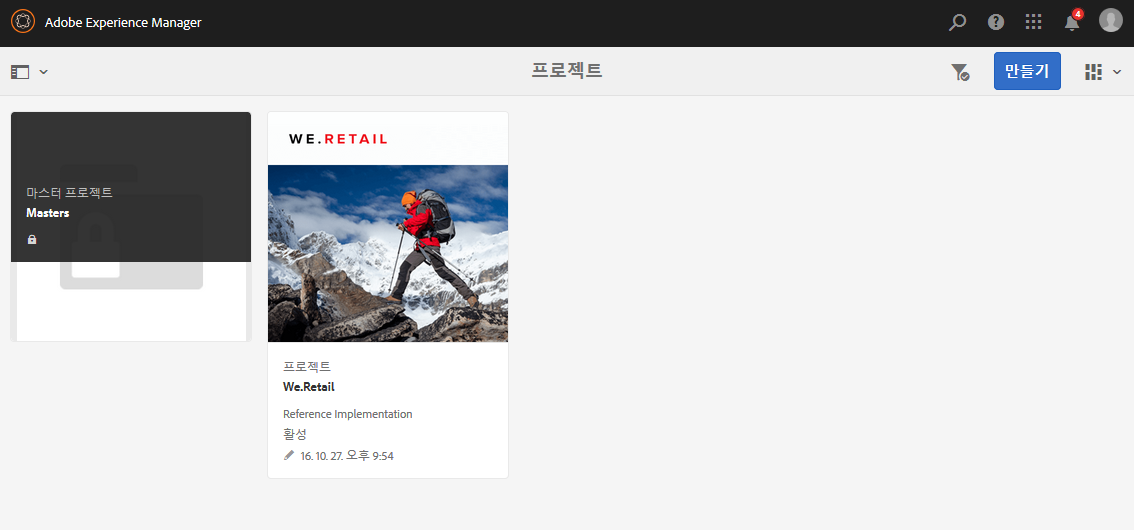 Adobe Experience Manager
4
프로젝트
만들기
마스터 프로젝트
Masters
WE.RETAIL
프로젝트
We.Retail
Reference Implementation
활성
16. 10. 27. 오후 9:54